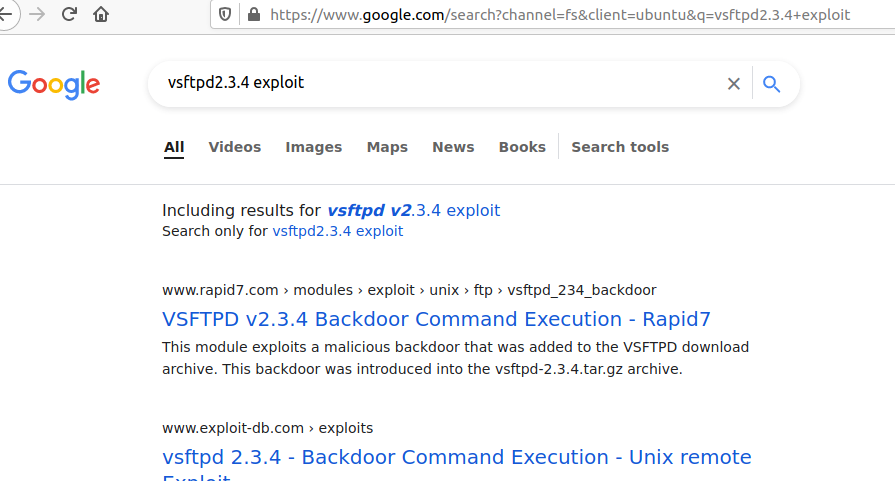 https://www.google.com/search?channel=fs&client=ubuntu&q=vsftpd2.3.4+exploit
Google
vsftpd2.3.4 exploit
All Videos Images Maps News Books Search tools
Including results for vsftpd v2.3.4 exploit
Search only for vsftpd2.3.4 exploit
www.rapid7.com › modules › exploit › unix › ftp › vsftpd_234_backdoor
VSFTPD v2.3.4 Backdoor Command Execution - Rapid7
This module exploits a malicious backdoor that was added to the VSFTPD download
archive. This backdoor was introduced into the vsftpd-2.3.4.tar.gz archive.
www.exploit-db.com › exploits
vsftpd 2.3.4 - Backdoor Command Execution - Unix remote
Exploit